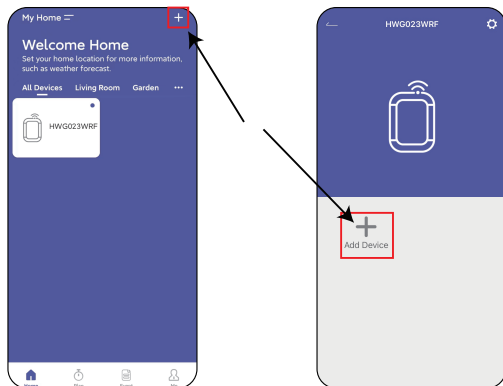 My Home
Welcome Home
Set your home location for more information,
such as weather forecast.
All Devices Living Room Garden ...
HWG023WRF
Home
HWG023WRF
Add Device